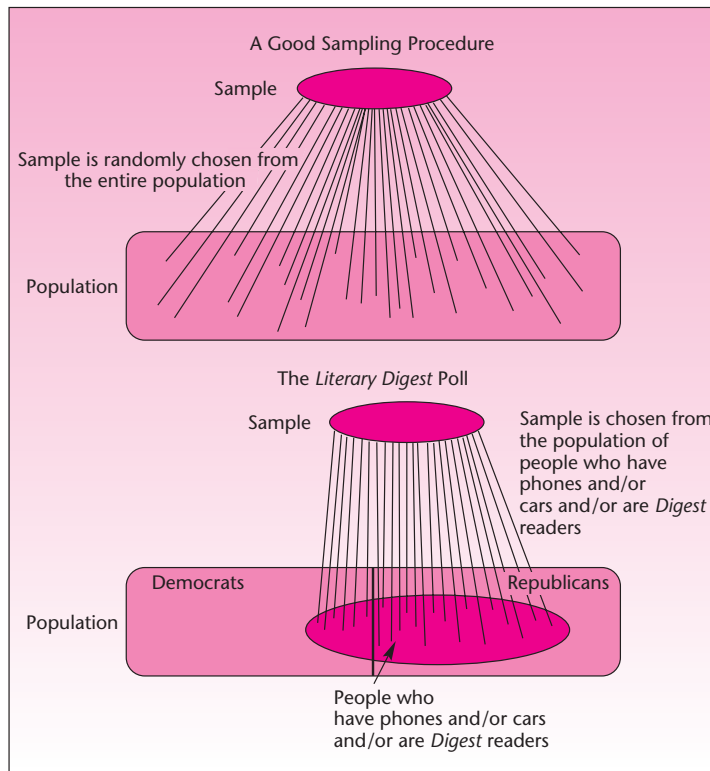 A Good Sampling Procedure
Sample
Sample is randomly chosen from
the entire population
Population
The Literary Digest Poll
Sample
Sample is chosen from
the population of
people who have
phones and/or
cars and/or are Digest
readers
Democrats
Republicans
Population
People who
have phones and/or cars
and/or are Digest readers